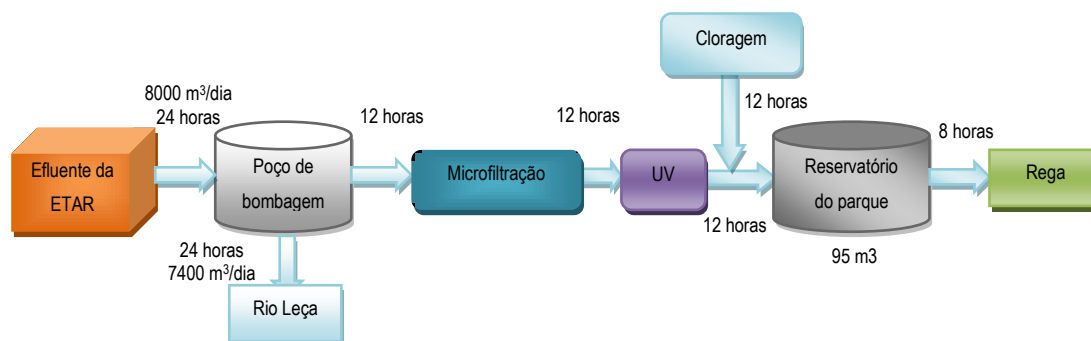 Cloragem
8000 m³/dia
24 horas
12 horas
12 horas
12 horas
8 horas
Efluente da
ETAR
Poço de
bombagem
Microfiltração
UV
Reservatório
do parque
Rega
12 horas
24 horas
7400 m³/dia
95 m3
Rio Leça